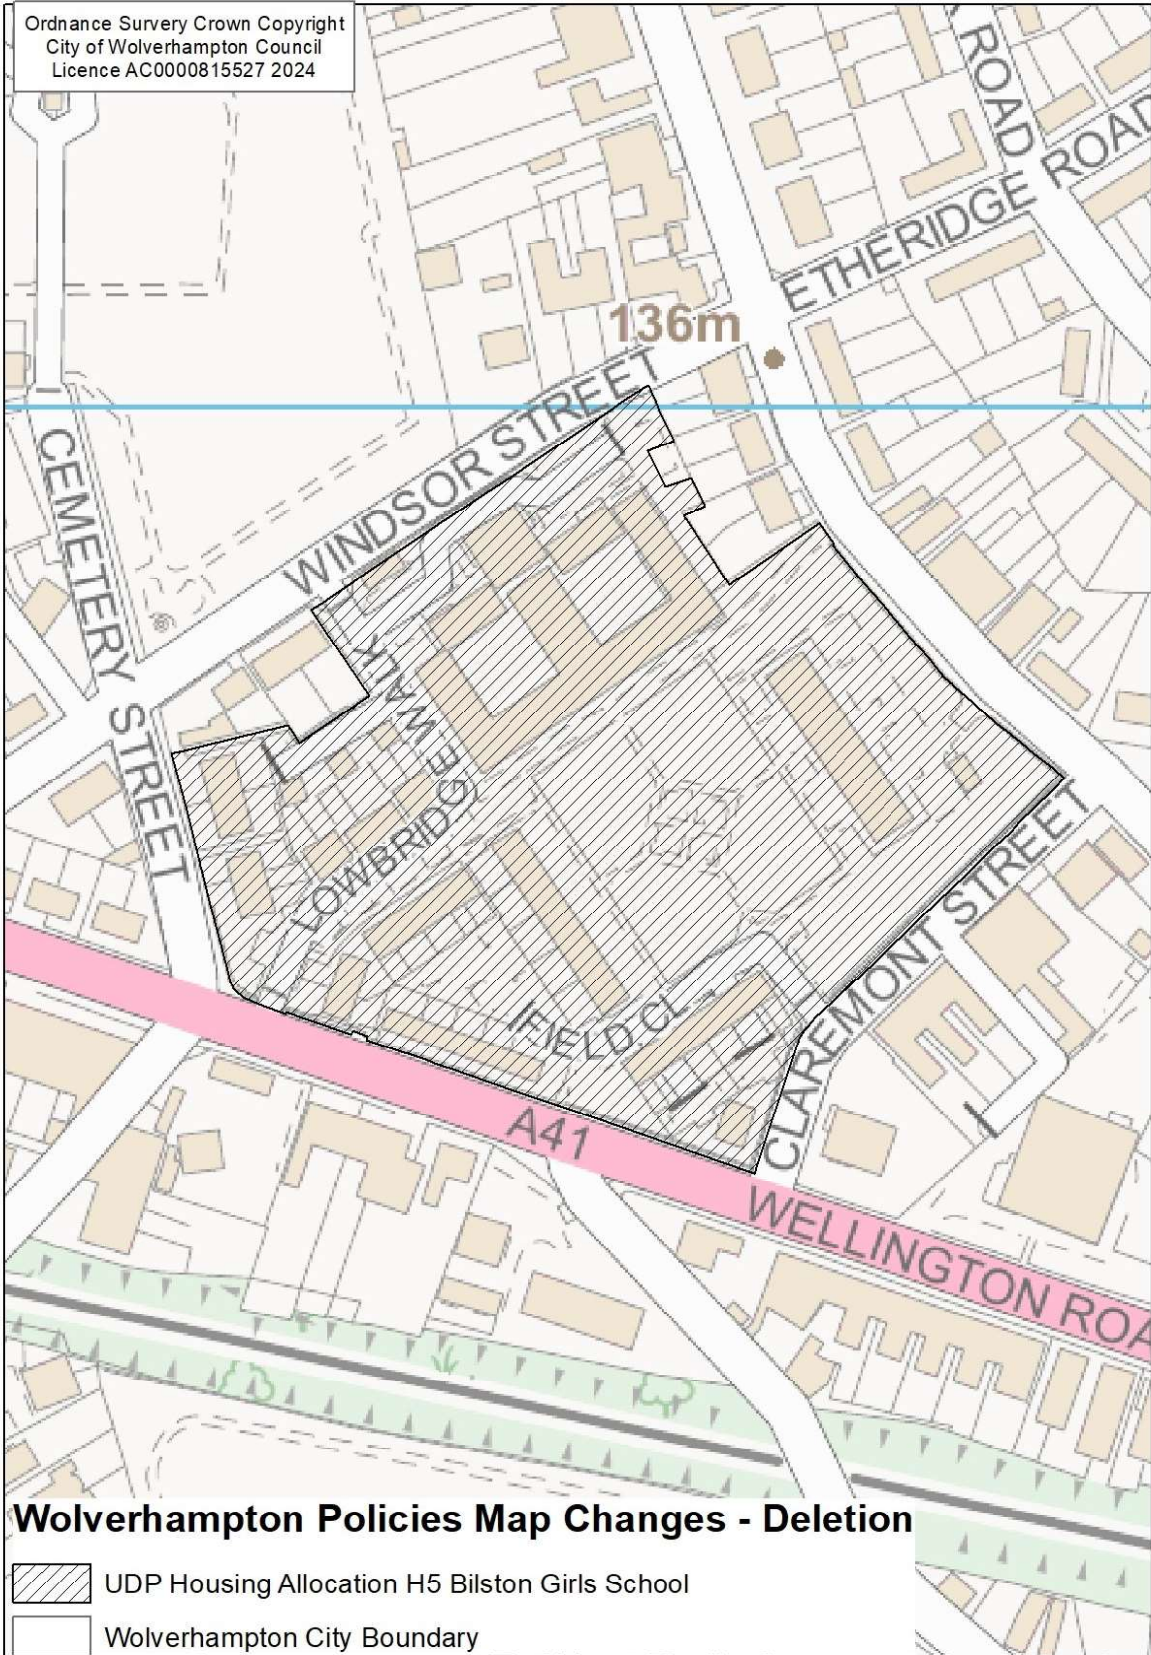 Ordnance Survery Crown Copyright
City of Wolverhampton Council
Licence AC0000815527 2024
ROAD
ETHERIDGE ROAD
136m
WINDSOR STREET
CEMETERY STREET
LOWBRIDGE WALK
IFIELD CL
CLAREMONT STREET
A41
WELLINGTON ROA
Wolverhampton Policies Map Changes - Deletion
UDP Housing Allocation H5 Bilston Girls School
Wolverhampton City Boundary